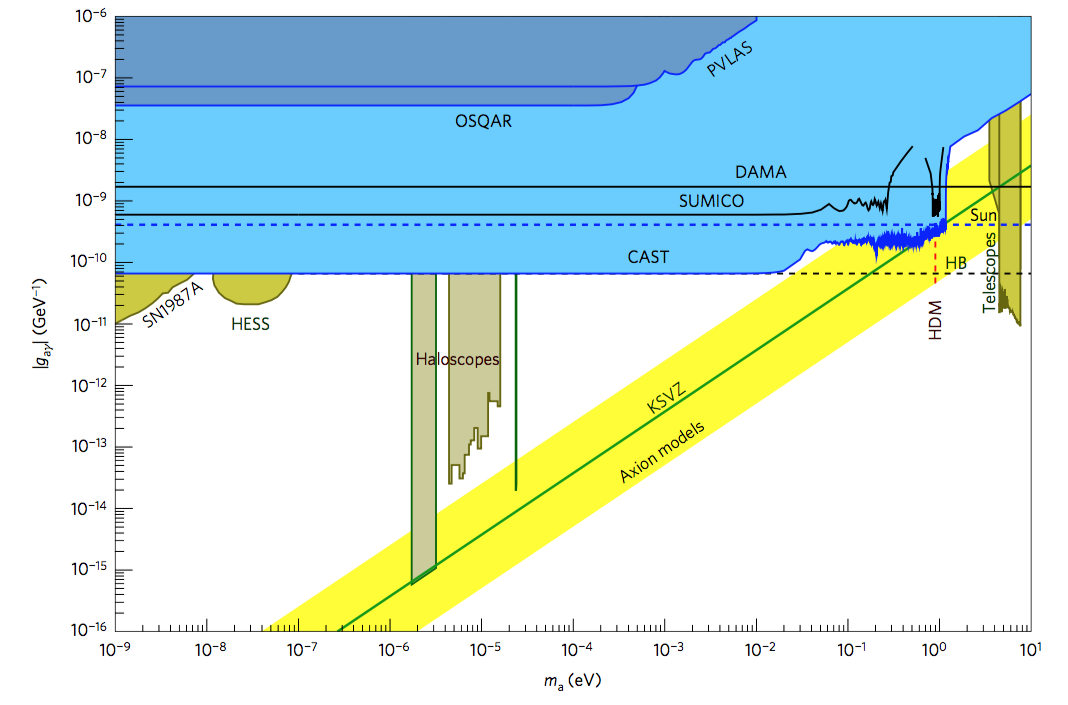 10⁻⁶
10⁻⁷
10⁻⁸
10⁻⁹
10⁻¹⁰
10⁻¹¹
10⁻¹²
10⁻¹³
10⁻¹⁴
10⁻¹⁵
10⁻¹⁶
|gₐᵧ| (GeV⁻¹)
PVLAS
OSQAR
DAMA
SUMICO
Sun
CAST
HB
Telescopes
SN1987A
HESS
HDM
Haloscopes
KSVZ
Axion models
10⁻⁹
10⁻⁸
10⁻⁷
10⁻⁶
10⁻⁵
10⁻⁴
10⁻³
10⁻²
10⁻¹
10⁰
10¹
mₐ (eV)